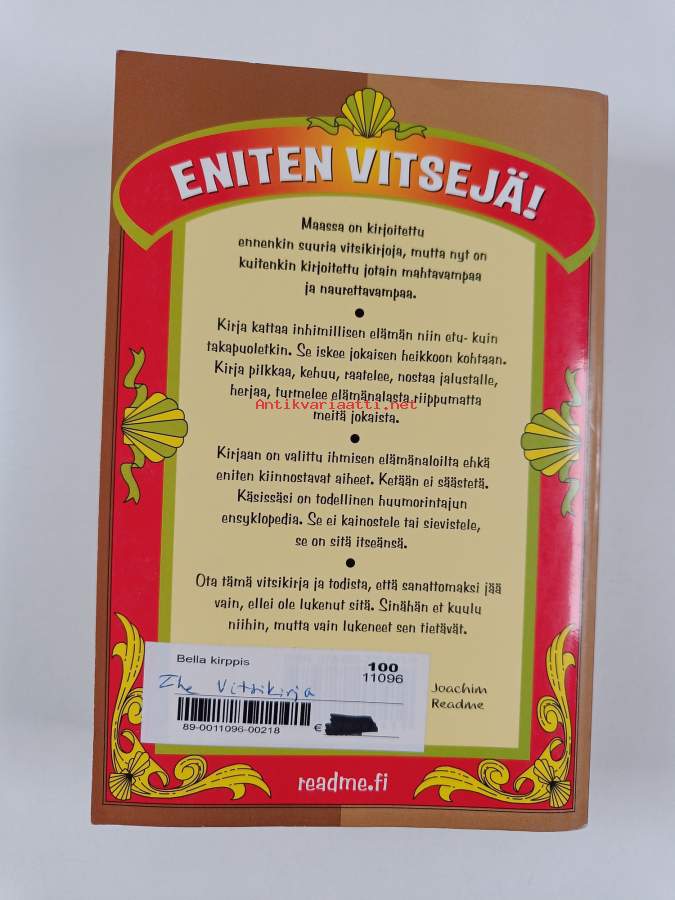 ENITEN VITSEJÄ!
Maassa on kirjoitettu
ennenkin suuria vitsikirjoja, mutta nyt on
kuitenkin kirjoitettu jotain mahtavampaa
ja naurettavampaa.
Kirja kattaa inhimillisen elämän niin etu- kuin
takapuoletkin. Se iskee jokaisen heikkoon kohtaan.
Kirja pilkkaa, kehuu, raatelee, nostaa jalustalle,
herjaa, turmelee elämänalasta riippumatta
Antikvariaatti.net
meitä jokaista.
Kirjaan on valittu ihmisen elämänaloilta ehkä
eniten kiinnostavat aiheet. Ketään ei säästetä.
Käsissäsi on todellinen huumorintajun
ensyklopedia. Se ei kainostele tai sievistele,
se on sitä itseänsä.
Ota tämä vitsikirja ja todista, että sanattomaksi jää
vain, ellei ole lukenut sitä. Sinähän et kuulu
niihin, mutta vain lukeneet sen tietävät.
Bella kirppis
100
11096
The Vitsikirja
89-0011096-00218
€
Joachim
Readme
readme.fi